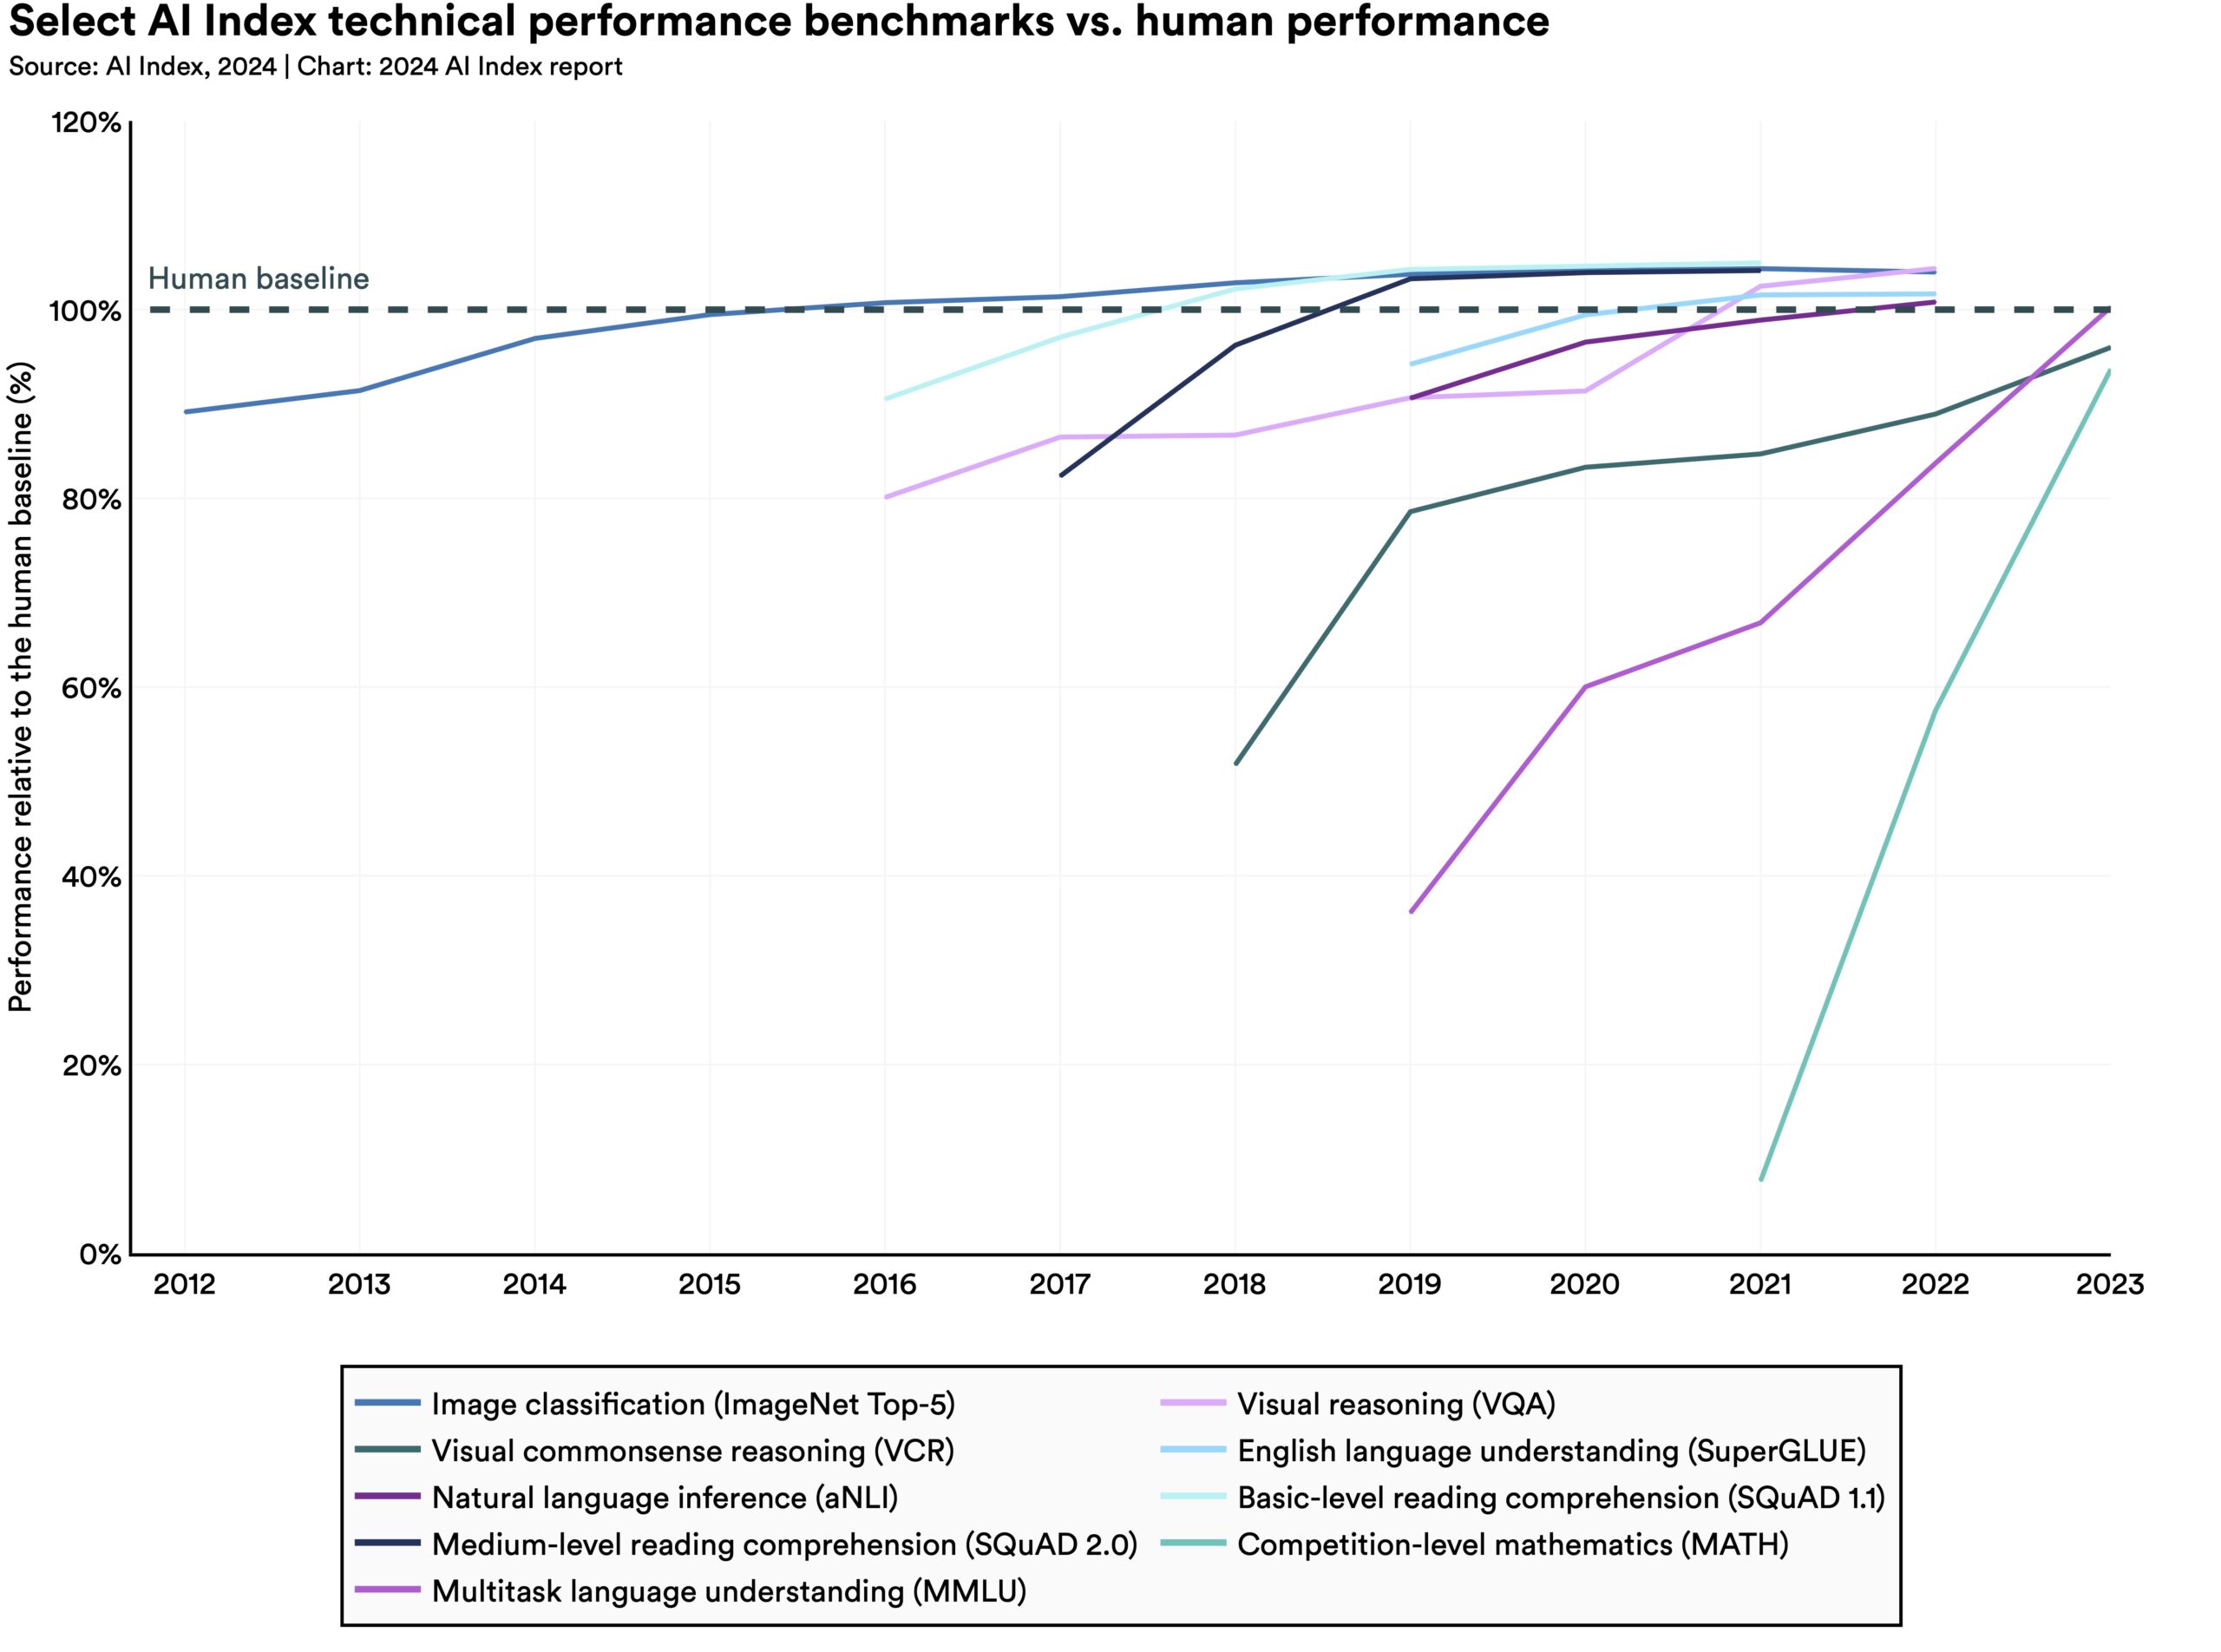 Select AI Index technical performance benchmarks vs. human performance
Source: AI Index, 2024 | Chart: 2024 AI Index report
Performance relative to the human baseline (%)
120%
100%
80%
60%
40%
20%
0%
Human baseline
2012 2013 2014 2015 2016 2017 2018 2019 2020 2021 2022 2023
Image classification (ImageNet Top-5)
Visual commonsense reasoning (VCR)
Natural language inference (aNLI)
Medium-level reading comprehension (SQuAD 2.0)
Multitask language understanding (MMLU)
Visual reasoning (VQA)
English language understanding (SuperGLUE)
Basic-level reading comprehension (SQuAD 1.1)
Competition-level mathematics (MATH)